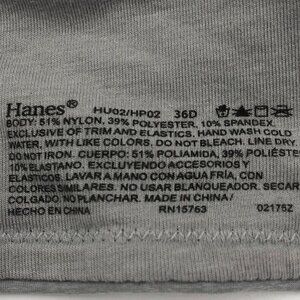 Hanes® HU02/HP02 36D
BODY: 51% NYLON, 39% POLYESTER, 10% SPANDEX.
EXCLUSIVE OF TRIM AND ELASTICS. HAND WASH COLD
WATER, WITH LIKE COLORS. DO NOT BLEACH. LINE DRY.
DO NOT IRON. CUERPO: 51% POLIAMIDA, 39% POLIÉSTE
10% ELASTANO. EXCLUYENDO ACCESORIOS Y
ELASTICOS. LAVAR A MANO CON AGUA FRÍA, CON
COLORES SIMILARES. NO USAR BLANQUEADOR. SECAR
COLGADO. NO PLANCHAR. MADE IN CHINA /
HECHO EN CHINA RN15763 02176Z